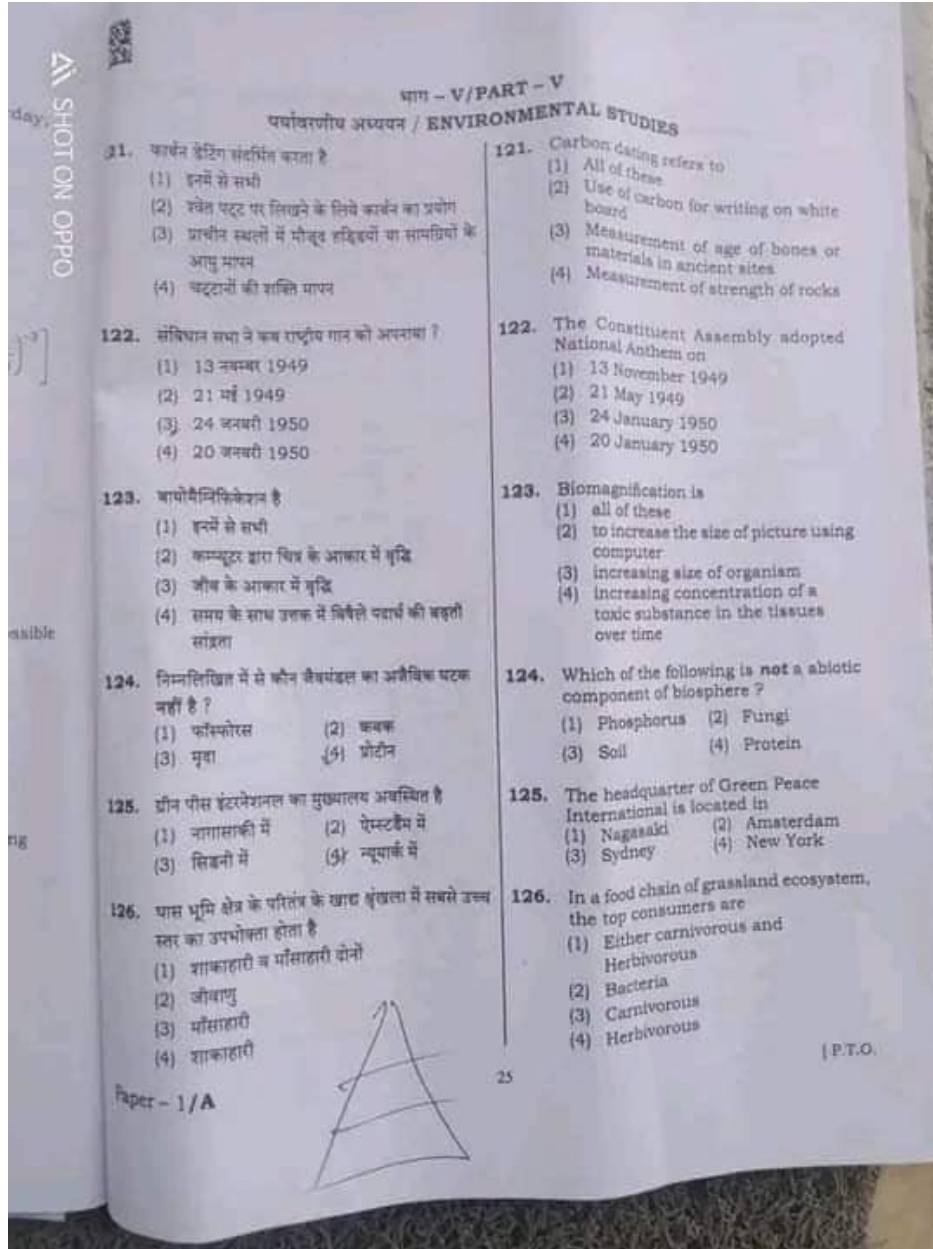 SHOT ON OPPO
day,
भाग – V/PART – V
पर्यावरणीय अध्ययन / ENVIRONMENTAL STUDIES
21. कार्बन डेटिंग संदर्भित करता है
(1) इनमें से सभी
(2) श्वेत पट्ट पर लिखने के लिये कार्बन का प्रयोग
(3) प्राचीन स्थलों में मौजूद हड्डियों या सामग्रियों के
आयु मापन
(4) चट्टानों की शक्ति मापन
122. संविधान सभा ने कब राष्ट्रीय गान को अपनाया ?
(1) 13 नवम्बर 1949
(2) 21 मई 1949
(3) 24 जनवरी 1950
(4) 20 जनवरी 1950
123. बायोमैग्निफिकेशन है
(1) इनमें से सभी
(2) कम्प्यूटर द्वारा चित्र के आकार में वृद्धि
(3) जीव के आकार में वृद्धि
(4) समय के साथ उत्तक में विषैले पदार्थ की बढ़ती
सांद्रता
124. निम्नलिखित में से कौन जैवमंडल का अजैविक घटक
नहीं है ?
(1) फॉस्फोरस (2) कवक
(3) मृदा (4) प्रोटीन
125. ग्रीन पीस इंटरनेशनल का मुख्यालय अवस्थित है
(1) नागासाकी में (2) ऐम्स्टर्डैम में
(3) सिडनी में (4) न्यूयार्क में
126. घास भूमि क्षेत्र के परितंत्र के खाद्य श्रृंखला में सबसे उच्च
स्तर का उपभोक्ता होता है
(1) शाकाहारी व माँसाहारी दोनों
(2) जीवाणु
(3) माँसाहारी
(4) शाकाहारी
121. Carbon dating refers to
(1) All of these
(2) Use of carbon for writing on white
board
(3) Measurement of age of bones or
materials in ancient sites
(4) Measurement of strength of rocks
122. The Constituent Assembly adopted
National Anthem on
(1) 13 November 1949
(2) 21 May 1949
(3) 24 January 1950
(4) 20 January 1950
123. Biomagnification is
(1) all of these
(2) to increase the size of picture using
computer
(3) increasing size of organism
(4) increasing concentration of a
toxic substance in the tissues
over time
124. Which of the following is not a abiotic
component of biosphere ?
(1) Phosphorus (2) Fungi
(3) Soil (4) Protein
125. The headquarter of Green Peace
International is located in
(1) Nagasaki (2) Amsterdam
(3) Sydney (4) New York
126. In a food chain of grassland ecosystem,
the top consumers are
(1) Either carnivorous and
Herbivorous
(2) Bacteria
(3) Carnivorous
(4) Herbivorous
Paper – 1/A
25
[ P.T.O.